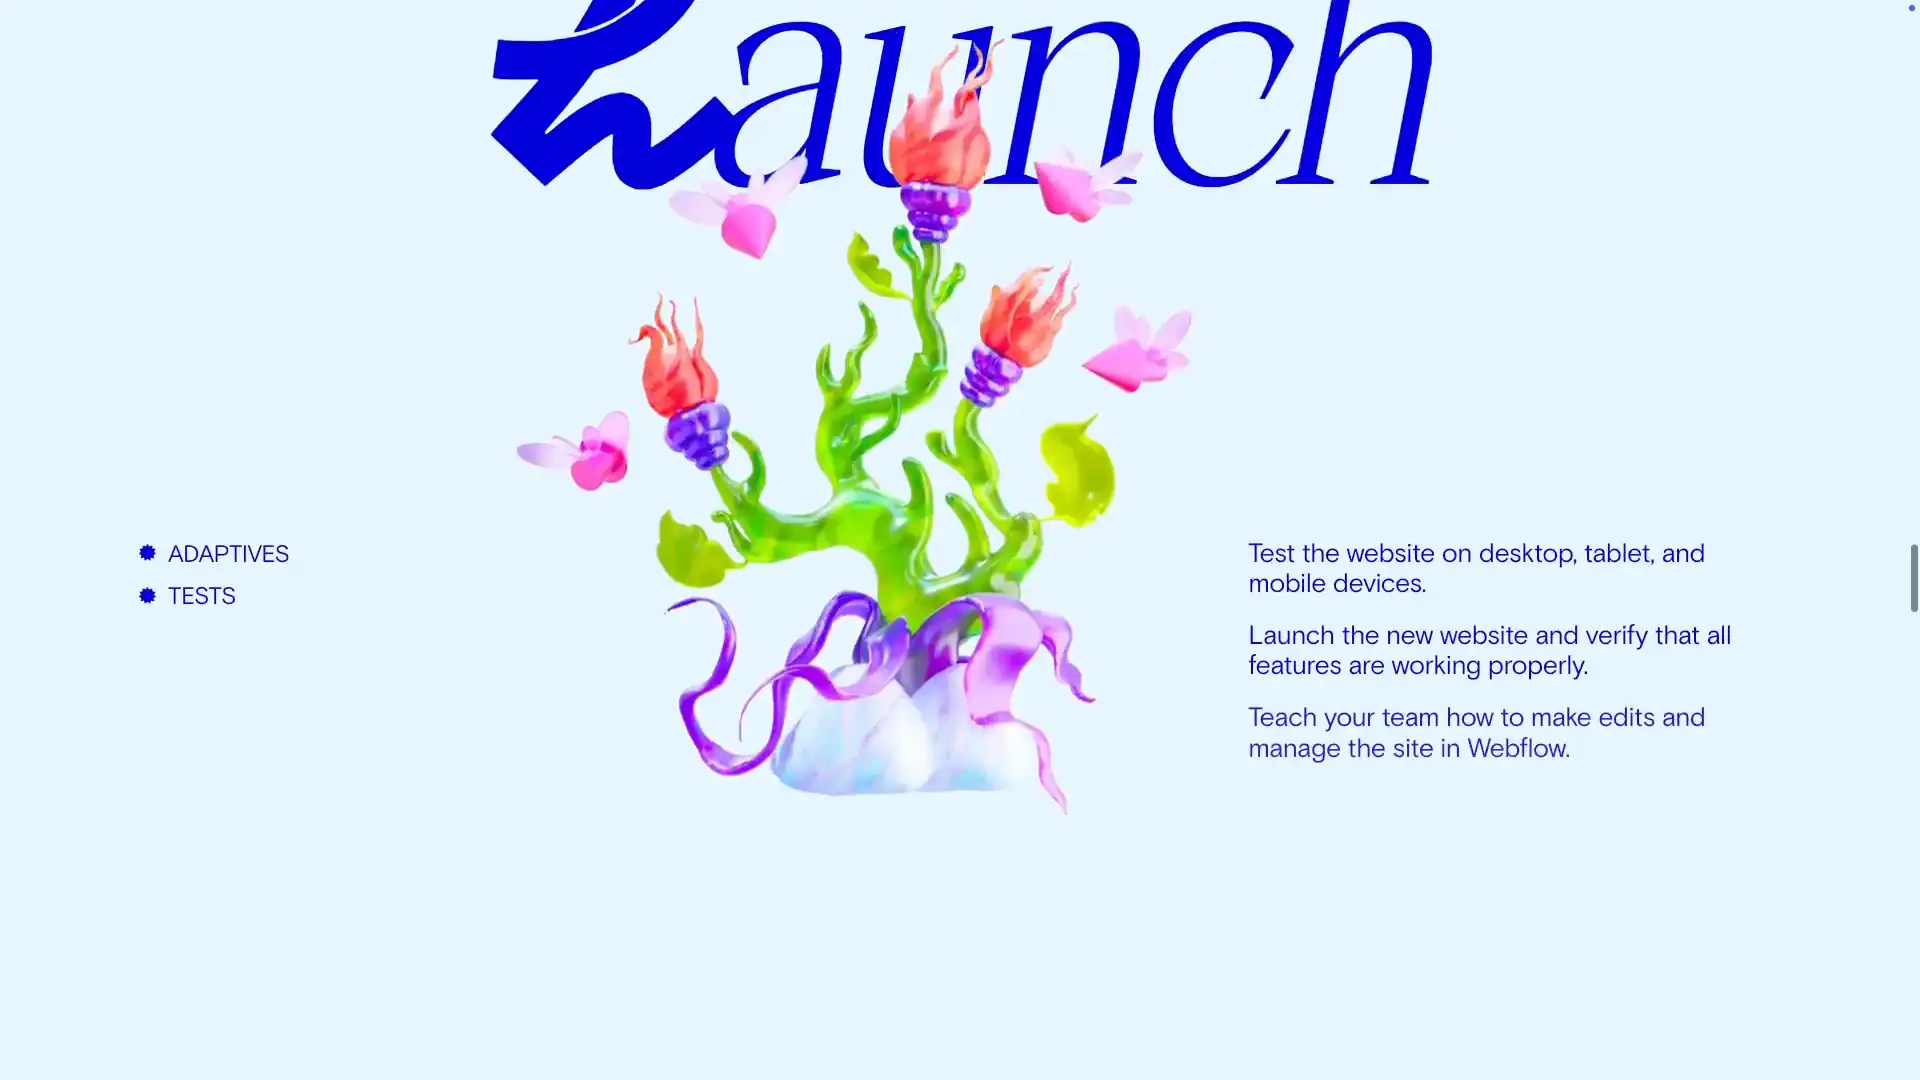 Launch
ADAPTIVES
TESTS
Test the website on desktop, tablet, and
mobile devices.
Launch the new website and verify that all
features are working properly.
Teach your team how to make edits and
manage the site in Webflow.